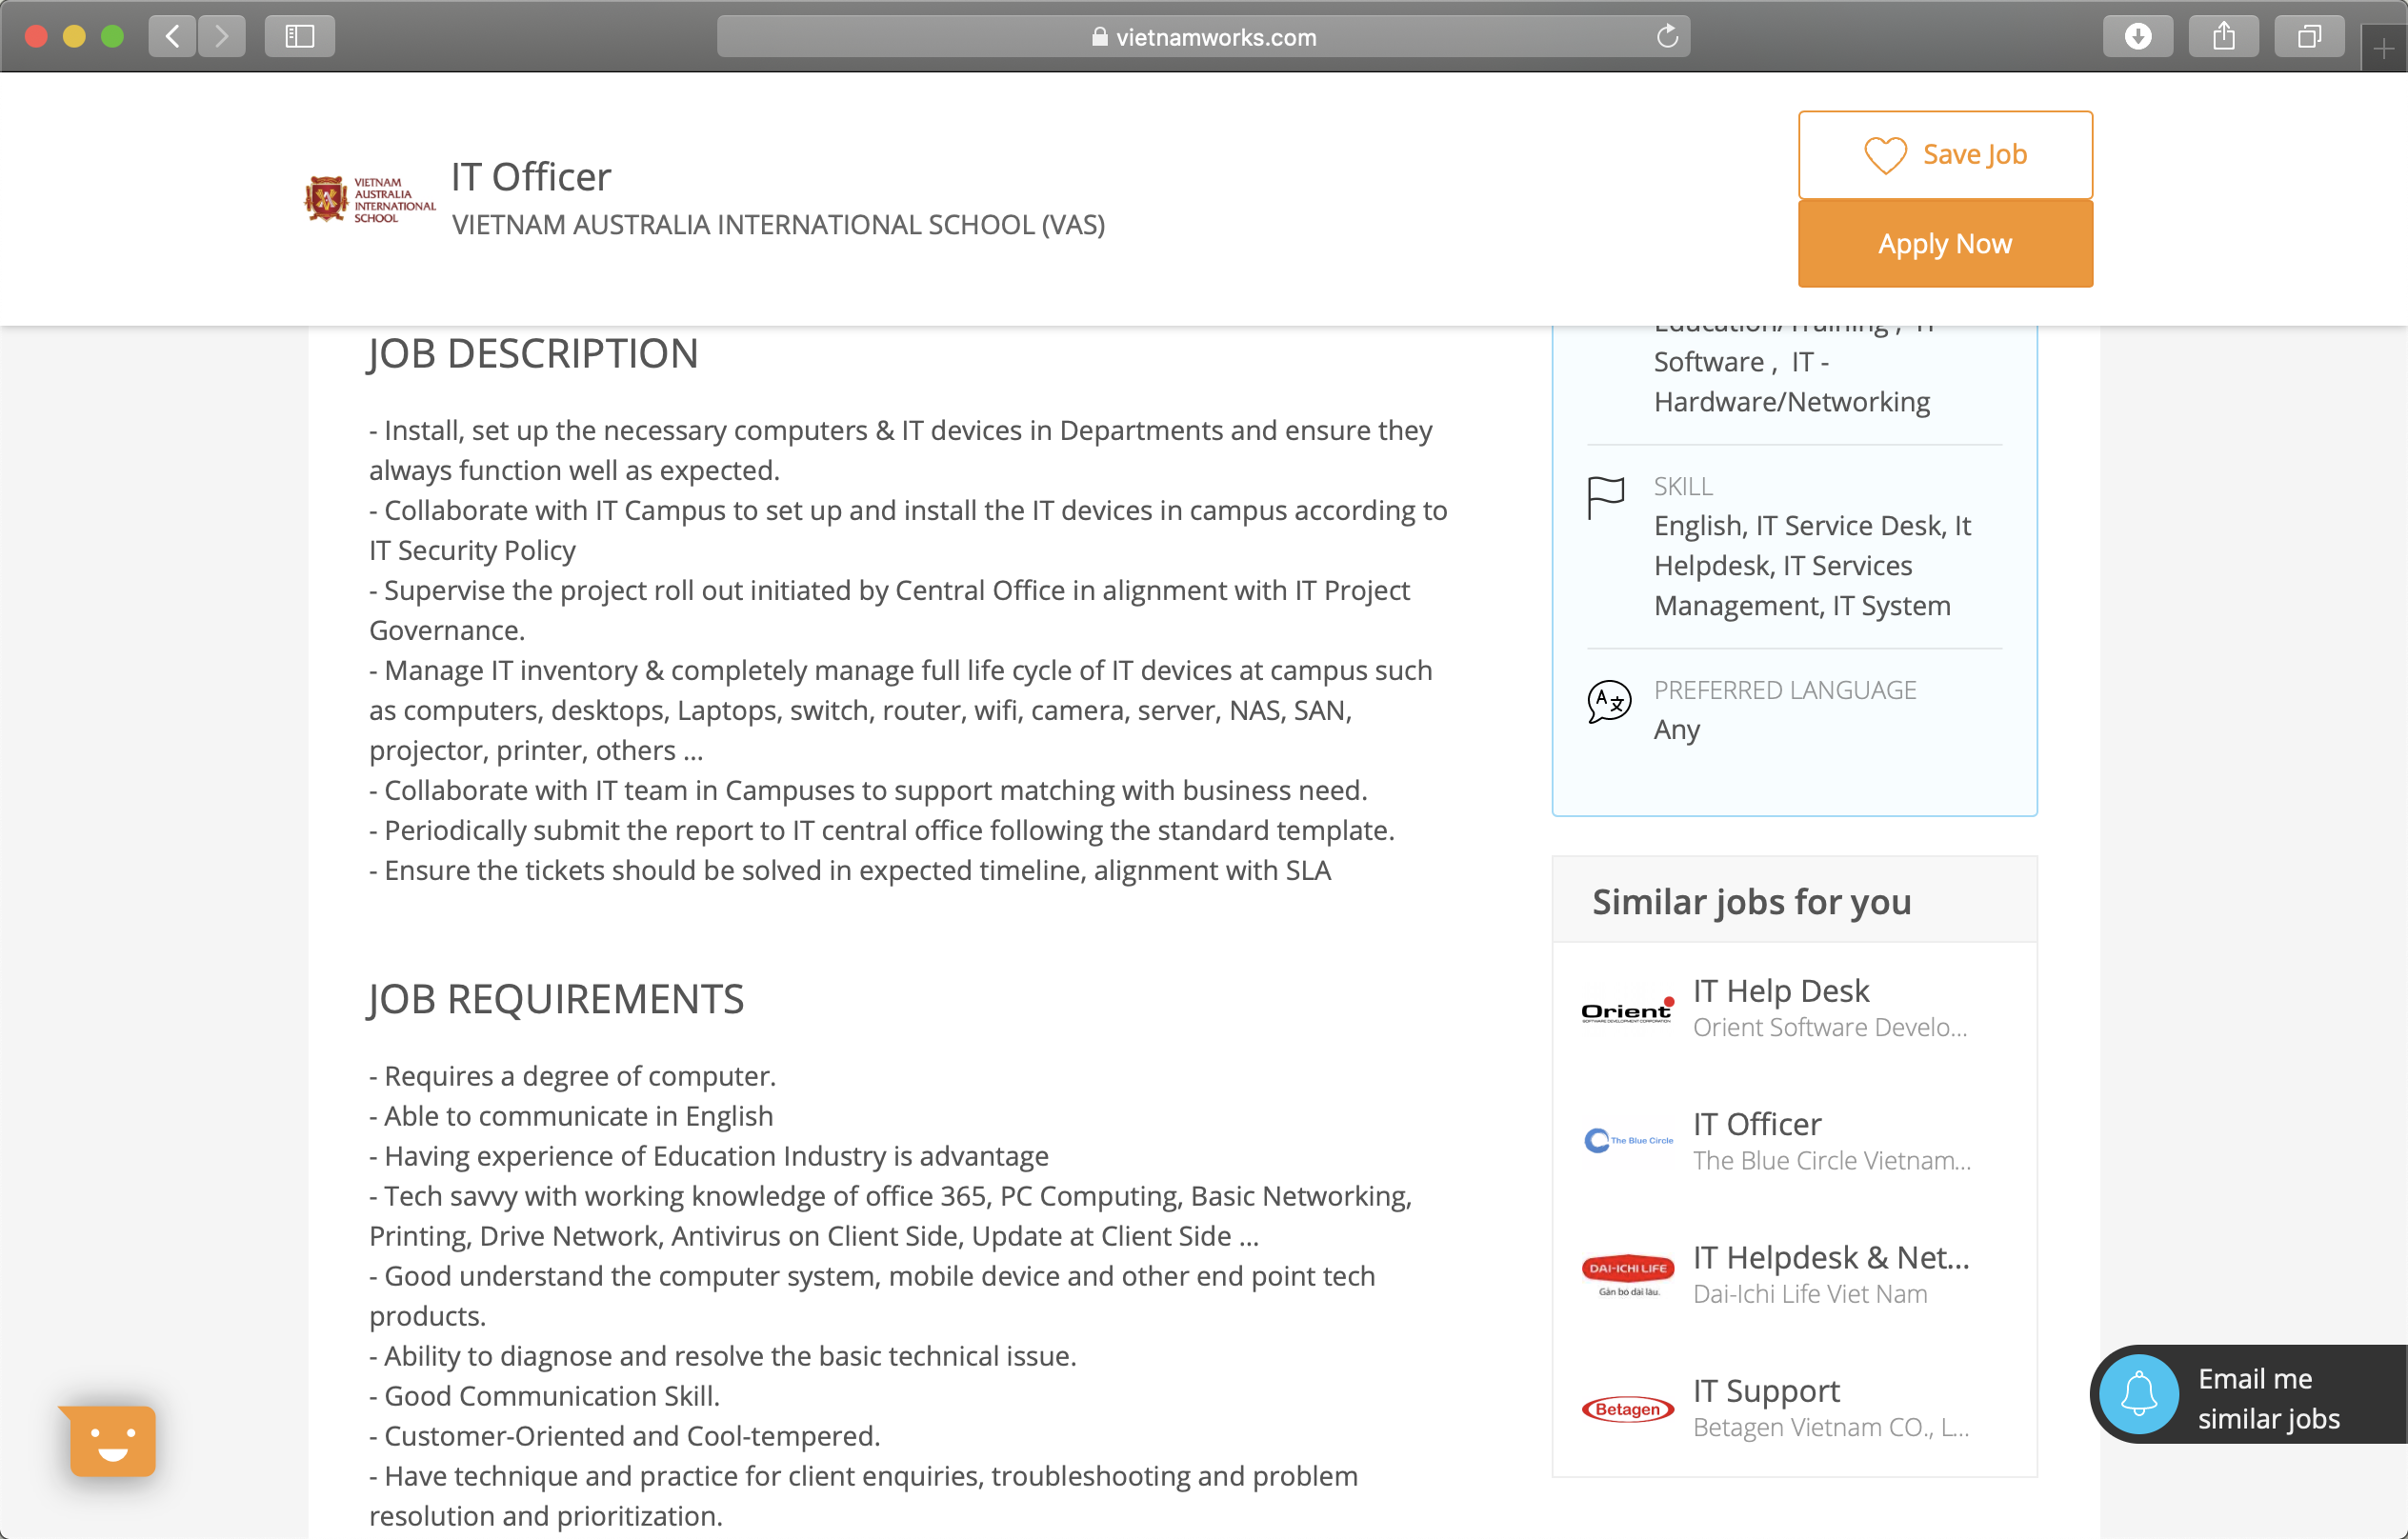 vietnamworks.com
VIETNAM
AUSTRALIA
INTERNATIONAL
SCHOOL
IT Officer
VIETNAM AUSTRALIA INTERNATIONAL SCHOOL (VAS)
Save Job
Apply Now
JOB DESCRIPTION
- Install, set up the necessary computers & IT devices in Departments and ensure they
always function well as expected.
- Collaborate with IT Campus to set up and install the IT devices in campus according to
IT Security Policy
- Supervise the project roll out initiated by Central Office in alignment with IT Project
Governance.
- Manage IT inventory & completely manage full life cycle of IT devices at campus such
as computers, desktops, Laptops, switch, router, wifi, camera, server, NAS, SAN,
projector, printer, others ...
- Collaborate with IT team in Campuses to support matching with business need.
- Periodically submit the report to IT central office following the standard template.
- Ensure the tickets should be solved in expected timeline, alignment with SLA
JOB REQUIREMENTS
- Requires a degree of computer.
- Able to communicate in English
- Having experience of Education Industry is advantage
- Tech savvy with working knowledge of office 365, PC Computing, Basic Networking,
Printing, Drive Network, Antivirus on Client Side, Update at Client Side ...
- Good understand the computer system, mobile device and other end point tech
products.
- Ability to diagnose and resolve the basic technical issue.
- Good Communication Skill.
- Customer-Oriented and Cool-tempered.
- Have technique and practice for client enquiries, troubleshooting and problem
resolution and prioritization.
Education/Training , IT
Software , IT -
Hardware/Networking
SKILL
English, IT Service Desk, It
Helpdesk, IT Services
Management, IT System
PREFERRED LANGUAGE
Any
Similar jobs for you
Orient
IT Help Desk
Orient Software Develo...
The Blue Circle
IT Officer
The Blue Circle Vietnam...
DAI-ICHI LIFE
Gắn bó dài lâu.
IT Helpdesk & Net...
Dai-Ichi Life Viet Nam
Betagen
IT Support
Betagen Vietnam CO., L...
Email me
similar jobs